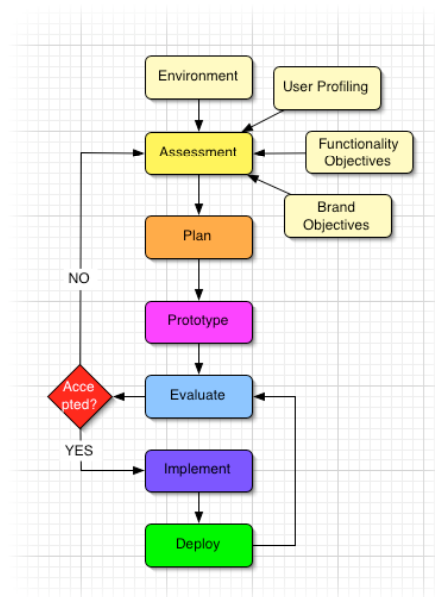 Environment
User Profiling
Assessment
Functionality
Objectives
Brand
Objectives
Plan
NO
Prototype
Acce
pted?
Evaluate
YES
Implement
Deploy